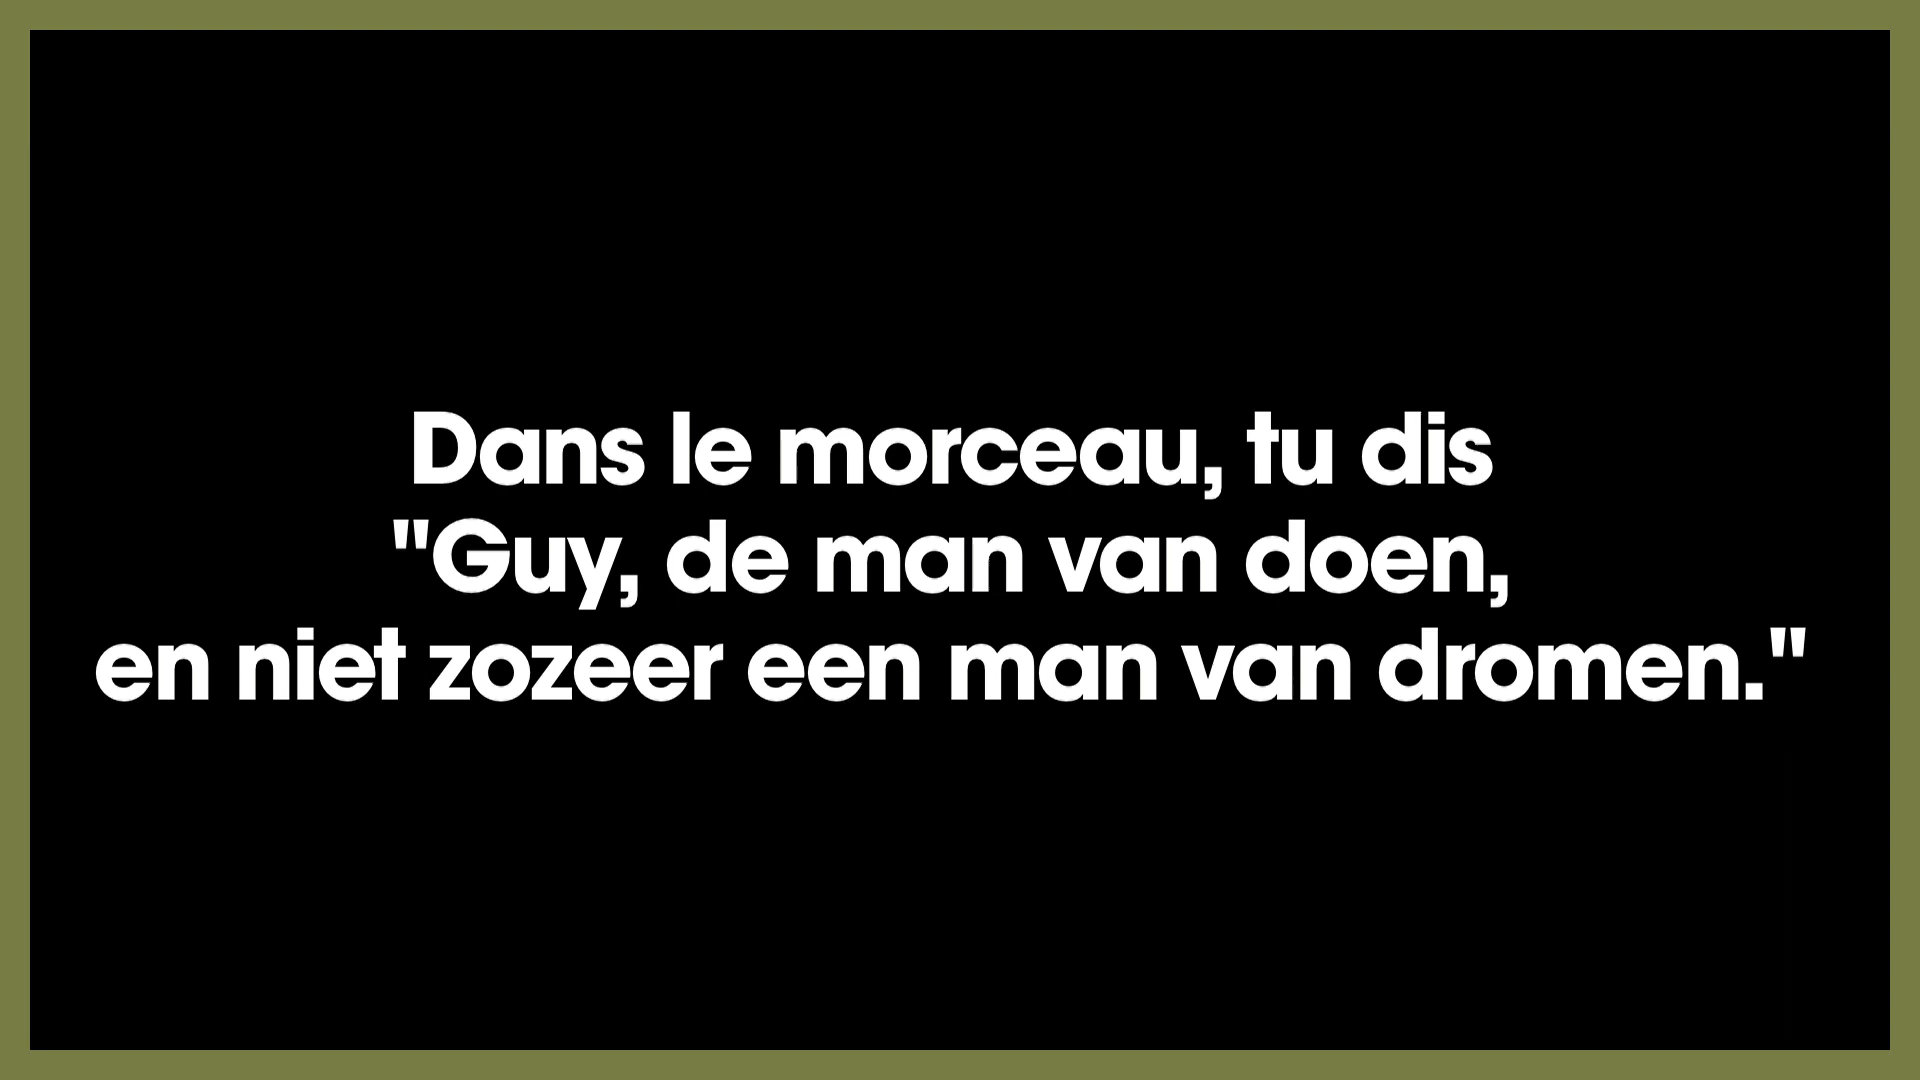 Dans le morceau, tu dis
"Guy, de man van doen,
en niet zozeer een man van dromen."